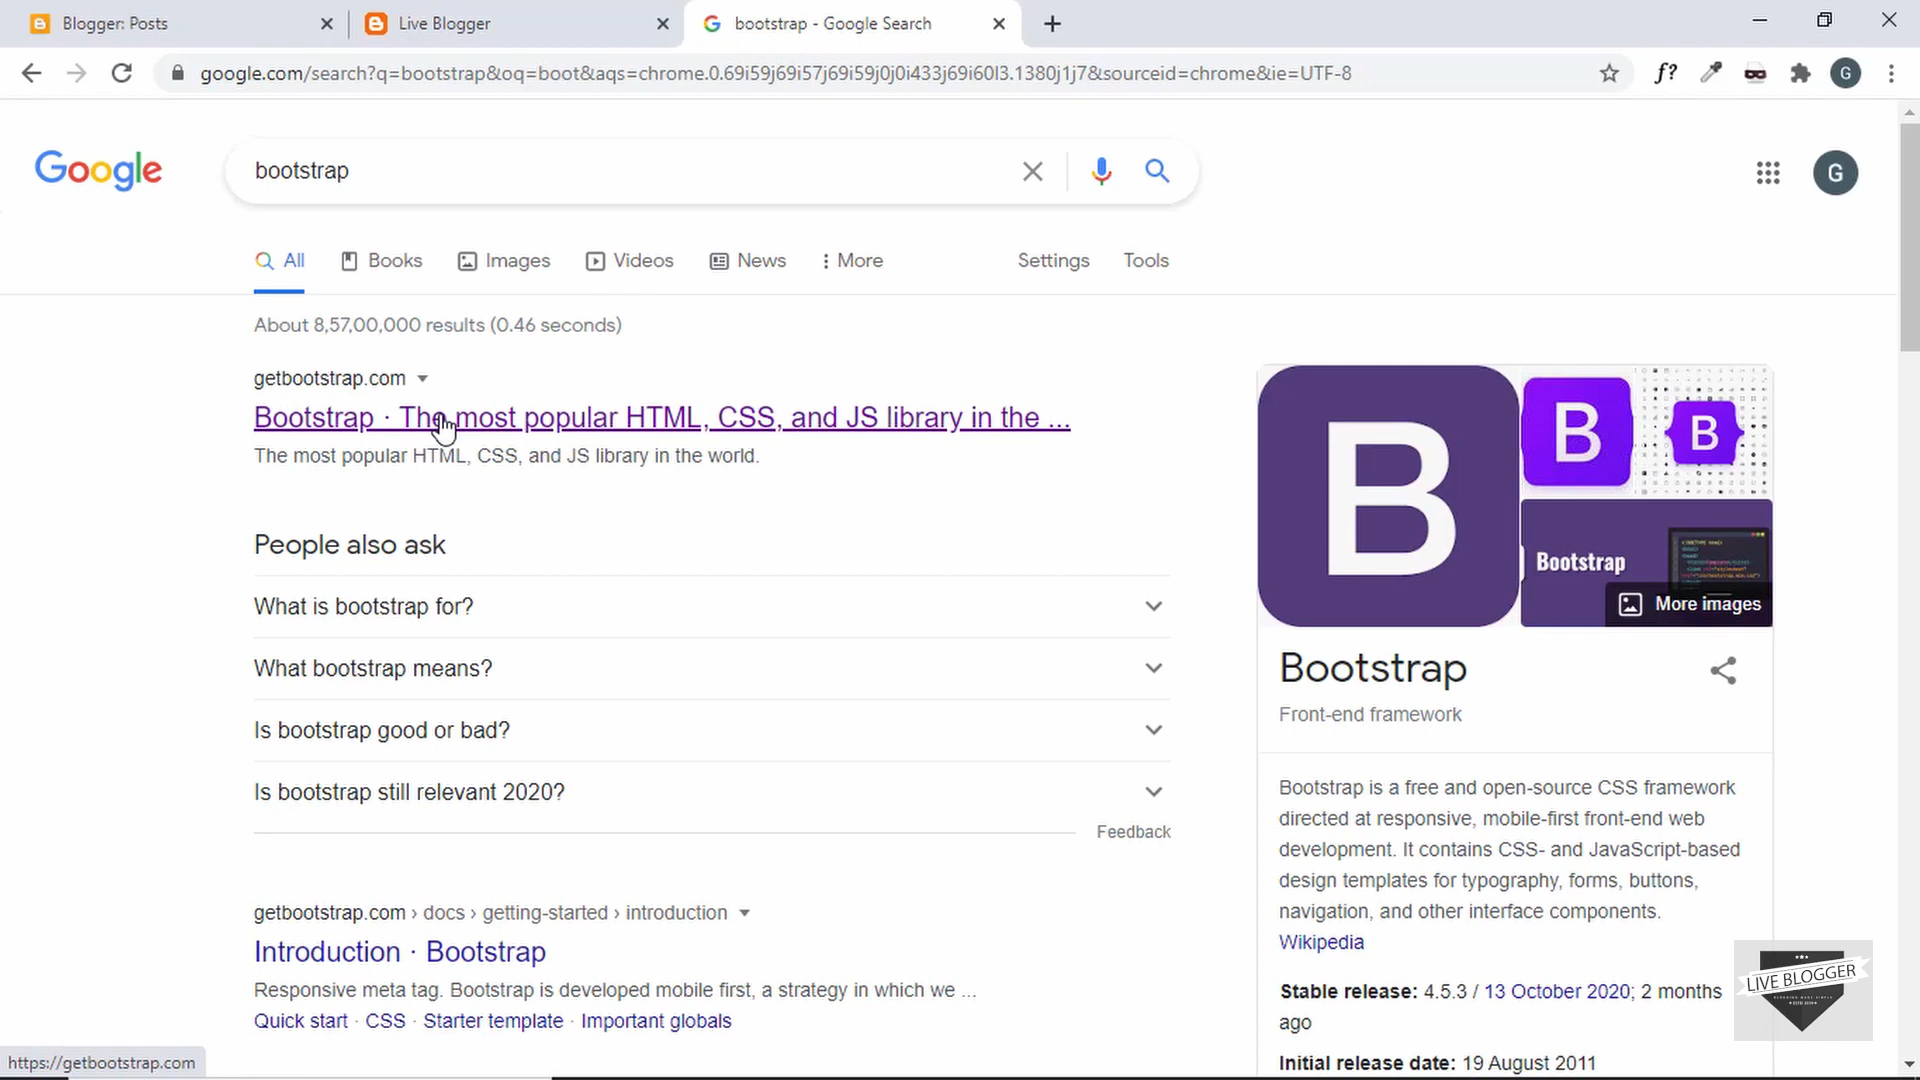 Blogger: Posts
Live Blogger
bootstrap - Google Search
google.com/search?q=bootstrap&oq=boot&aqs=chrome.0.69i59j69i57j69i59j0j0i433j69i60l3.1380j1j7&sourceid=chrome&ie=UTF-8
f?
G
Google
bootstrap
G
All
Books
Images
Videos
News
More
Settings
Tools
About 8,57,00,000 results (0.46 seconds)
getbootstrap.com
Bootstrap · The most popular HTML, CSS, and JS library in the ...
The most popular HTML, CSS, and JS library in the world.
People also ask
What is bootstrap for?
What bootstrap means?
Is bootstrap good or bad?
Is bootstrap still relevant 2020?
Feedback
getbootstrap.com › docs › getting-started › introduction
Introduction · Bootstrap
Responsive meta tag. Bootstrap is developed mobile first, a strategy in which we ...
Quick start · CSS · Starter template · Important globals
B
B
B
Bootstrap
More images
Bootstrap
Front-end framework
Bootstrap is a free and open-source CSS framework
directed at responsive, mobile-first front-end web
development. It contains CSS- and JavaScript-based
design templates for typography, forms, buttons,
navigation, and other interface components.
Wikipedia
Stable release: 4.5.3 / 13 October 2020; 2 months
ago
Initial release date: 19 August 2011
LIVE BLOGGER
https://getbootstrap.com